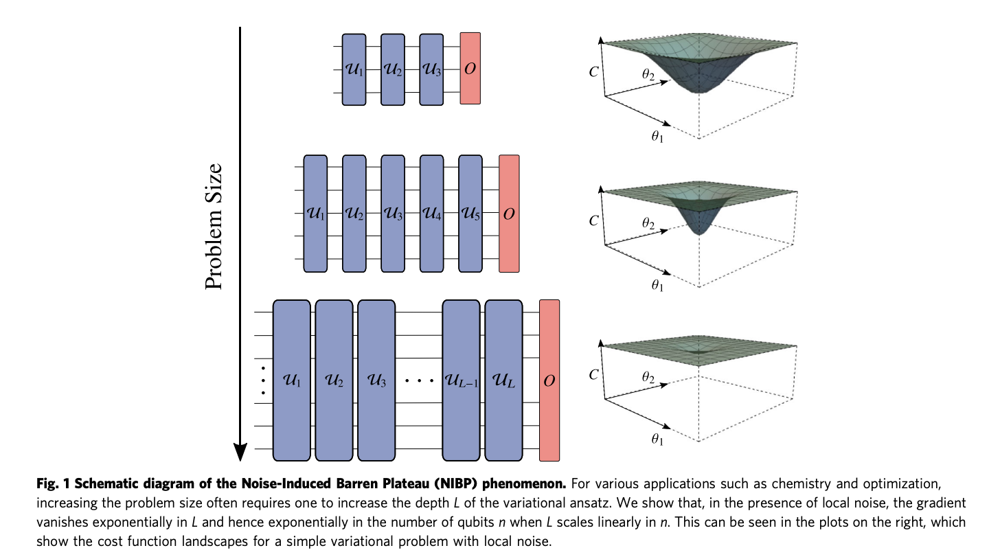 Problem Size
𝒰₁ 𝒰₂ 𝒰₃ O
C θ₂ θ₁
𝒰₁ 𝒰₂ 𝒰₃ 𝒰₄ 𝒰₅ O
C θ₂ θ₁
𝒰₁ 𝒰₂ 𝒰₃ · · · 𝒰_{L−1} 𝒰_L O
C θ₂ θ₁
Fig. 1 Schematic diagram of the Noise-Induced Barren Plateau (NIBP) phenomenon. For various applications such as chemistry and optimization,
increasing the problem size often requires one to increase the depth L of the variational ansatz. We show that, in the presence of local noise, the gradient
vanishes exponentially in L and hence exponentially in the number of qubits n when L scales linearly in n. This can be seen in the plots on the right, which
show the cost function landscapes for a simple variational problem with local noise.